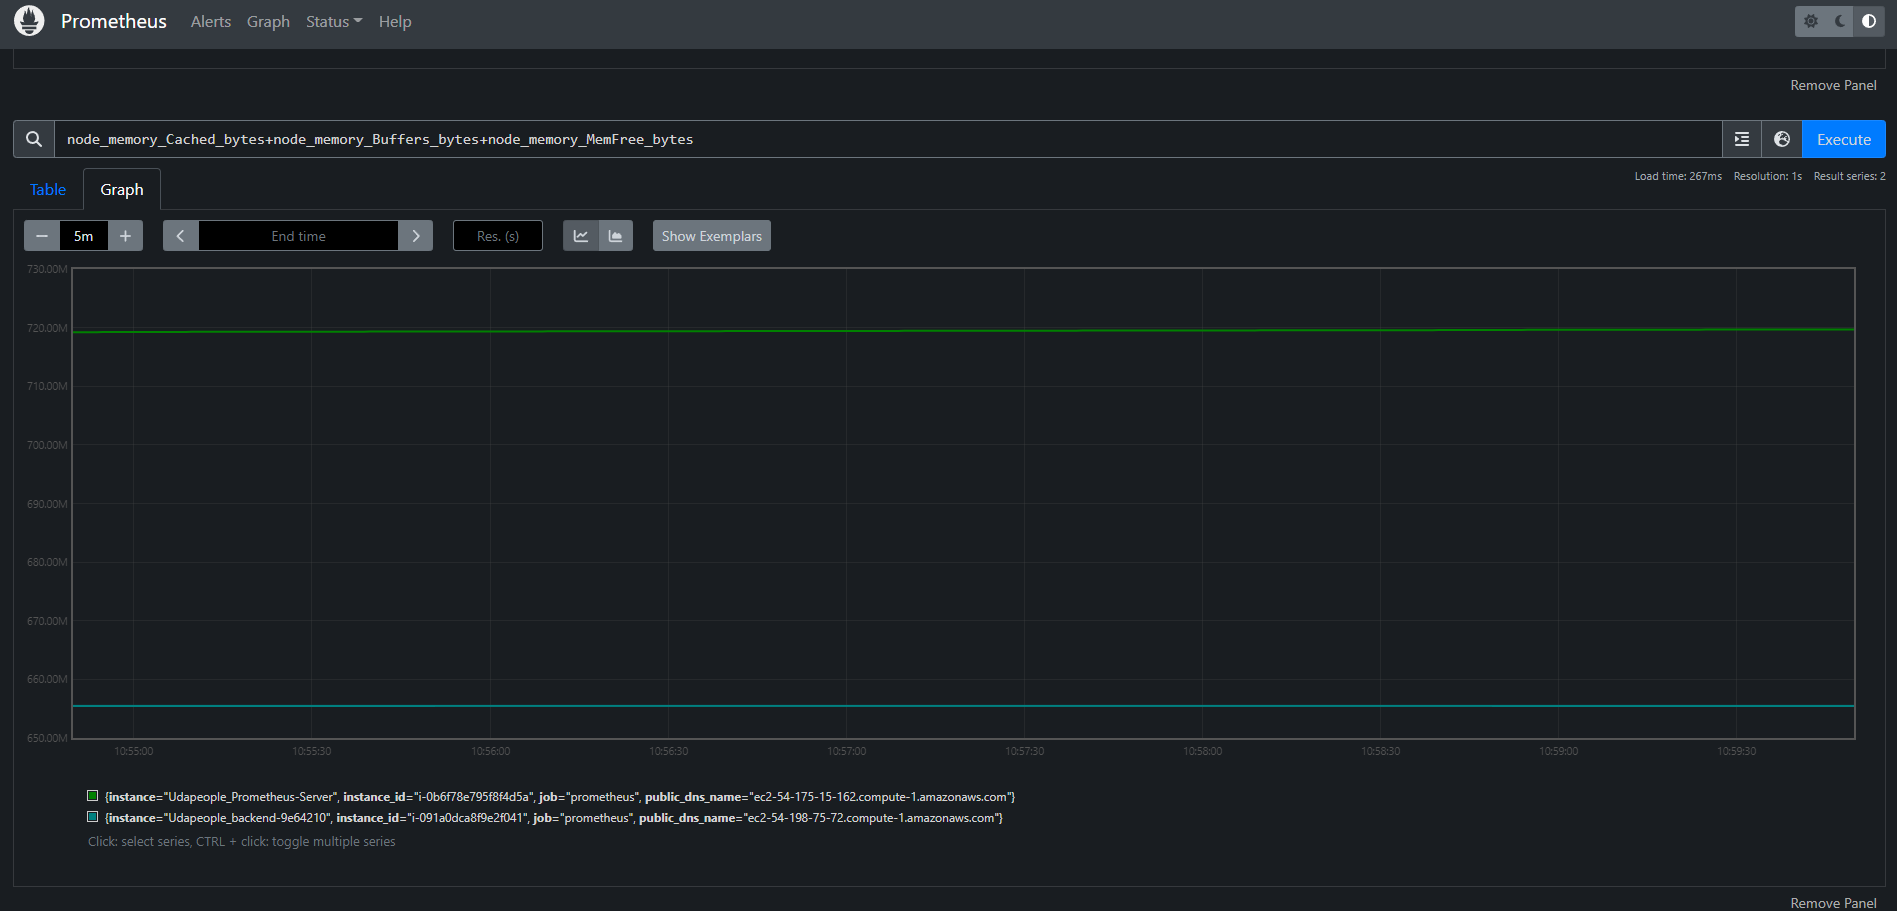 Prometheus Alerts Graph Status Help
Remove Panel
node_memory_Cached_bytes+node_memory_Buffers_bytes+node_memory_MemFree_bytes
Execute
Table Graph
Load time: 267ms Resolution: 1s Result series: 2
− 5m + End time Res. (s) Show Exemplars
730.00M
720.00M
710.00M
700.00M
690.00M
680.00M
670.00M
660.00M
650.00M
10:55:00 10:55:30 10:56:00 10:56:30 10:57:00 10:57:30 10:58:00 10:58:30 10:59:00 10:59:30
{instance="Udapeople_Prometheus-Server", instance_id="i-0b6f78e795f8f4d5a", job="prometheus", public_dns_name="ec2-54-175-15-162.compute-1.amazonaws.com"}
{instance="Udapeople_backend-9e64210", instance_id="i-091a0dca8f9e2f041", job="prometheus", public_dns_name="ec2-54-198-75-72.compute-1.amazonaws.com"}
Click: select series, CTRL + click: toggle multiple series
Remove Panel